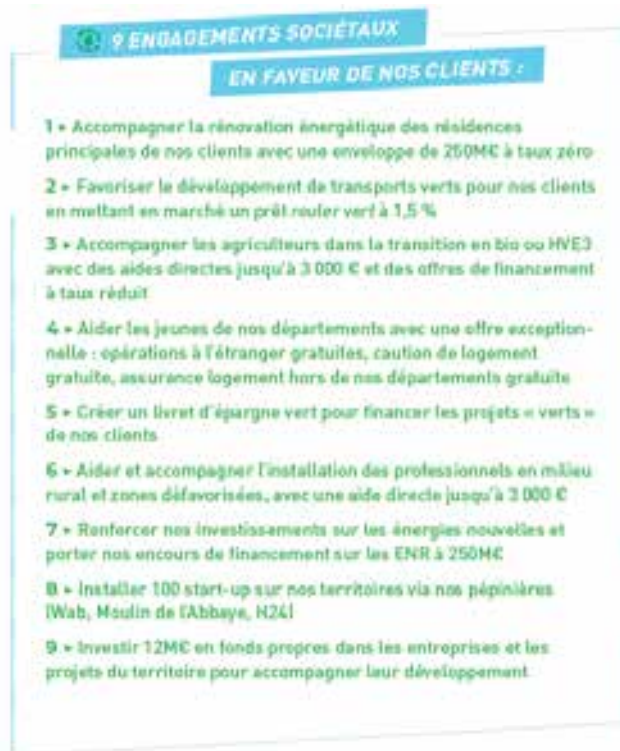 9 ENGAGEMENTS SOCIÉTAUX
EN FAVEUR DE NOS CLIENTS :
1 ▸ Accompagner la rénovation énergétique des résidences
principales de nos clients avec une enveloppe de 250M€ à taux zéro
2 ▸ Favoriser le développement de transports verts pour nos clients
en mettant en marché un prêt rouler vert à 1,5 %
3 ▸ Accompagner les agriculteurs dans la transition en bio ou HVE3
avec des aides directes jusqu'à 3 000 € et des offres de financement
à taux réduit
4 ▸ Aider les jeunes de nos départements avec une offre exception-
nelle : opérations à l'étranger gratuites, caution de logement
gratuite, assurance logement hors de nos départements gratuite
5 ▸ Créer un livret d'épargne vert pour financer les projets « verts »
de nos clients
6 ▸ Aider et accompagner l'installation des professionnels en milieu
rural et zones défavorisées, avec une aide directe jusqu'à 3 000 €
7 ▸ Renforcer nos investissements sur les énergies nouvelles et
porter nos encours de financement sur les ENR à 250M€
8 ▸ Installer 100 start-up sur nos territoires via nos pépinières
(Wab, Moulin de l'Abbaye, H24)
9 ▸ Investir 12M€ en fonds propres dans les entreprises et les
projets du territoire pour accompagner leur développement